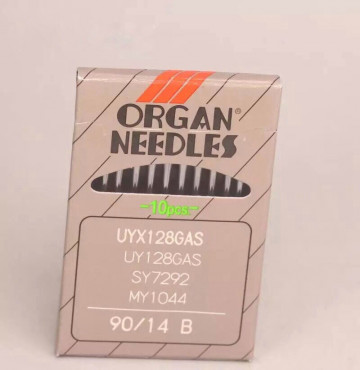 ORGAN®
NEEDLES
-10pcs-
UYX128GAS
UY128GAS
SY7292
MY1044
90/14 B